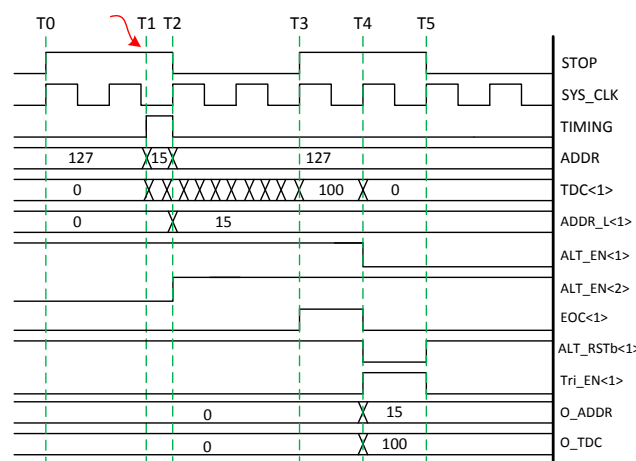 T0 T1 T2 T3 T4 T5
STOP
SYS_CLK
TIMING
127 15 127 ADDR
0 100 0 TDC<1>
0 15 ADDR_L<1>
ALT_EN<1>
ALT_EN<2>
EOC<1>
ALT_RSTb<1>
Tri_EN<1>
0 15 O_ADDR
0 100 O_TDC